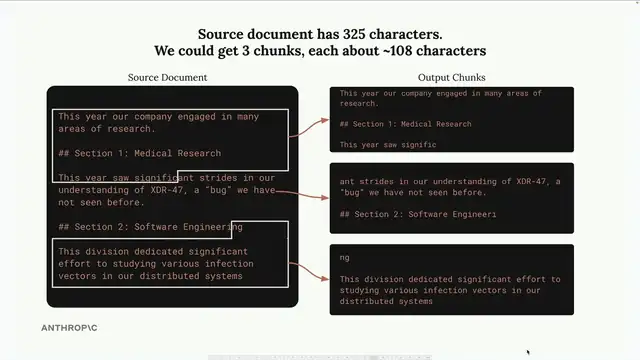 Source document has 325 characters.
We could get 3 chunks, each about ~108 characters
Source Document
This year our company engaged in many
areas of research.
## Section 1: Medical Research
This year saw significant strides in our
understanding of XDR-47, a "bug" we have
not seen before.
## Section 2: Software Engineering
This division dedicated significant
effort to studying various infection
vectors in our distributed systems
Output Chunks
This year our company engaged in many areas of
research.
## Section 1: Medical Research
This year saw signific
ant strides in our understanding of XDR-47, a
"bug" we have not seen before.
## Section 2: Software Engineeri
ng
This division dedicated significant effort to
studying various infection vectors in our
distributed systems
ANTHROP\C